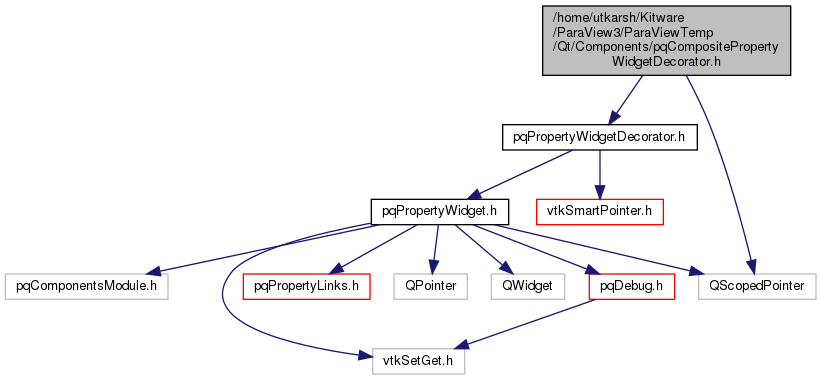 /home/utkarsh/Kitware
/ParaView3/ParaViewTemp
/Qt/Components/pqCompositeProperty
WidgetDecorator.h
pqPropertyWidgetDecorator.h
pqPropertyWidget.h
vtkSmartPointer.h
pqComponentsModule.h
pqPropertyLinks.h
QPointer
QWidget
pqDebug.h
QScopedPointer
vtkSetGet.h